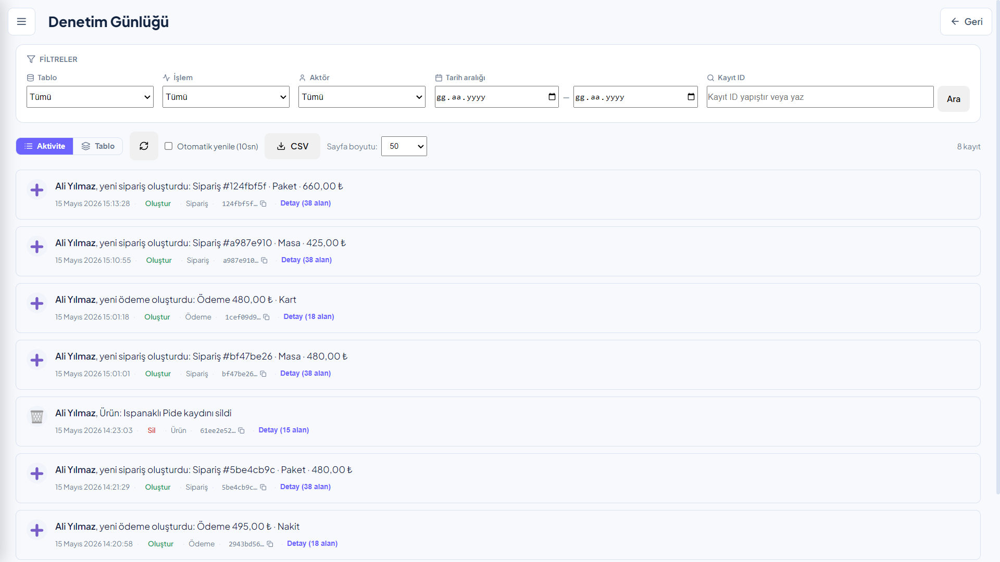 Denetim Günlüğü
Geri
FİLTRELER
Tablo
İşlem
Aktör
Tarih aralığı
Kayıt ID
Tümü
Tümü
Tümü
gg.aa.yyyy
—
gg.aa.yyyy
Kayıt ID yapıştır veya yaz
Ara
Aktivite
Tablo
Otomatik yenile (10sn)
CSV
Sayfa boyutu:
50
8 kayıt
Ali Yılmaz, yeni sipariş oluşturdu: Sipariş #124fbf5f · Paket · 660,00 ₺
15 Mayıs 2026 15:13:28 · Oluştur · Sipariş · 124fbf5f… · Detay (38 alan)
Ali Yılmaz, yeni sipariş oluşturdu: Sipariş #a987e910 · Masa · 425,00 ₺
15 Mayıs 2026 15:10:55 · Oluştur · Sipariş · a987e910… · Detay (38 alan)
Ali Yılmaz, yeni ödeme oluşturdu: Ödeme 480,00 ₺ · Kart
15 Mayıs 2026 15:01:18 · Oluştur · Ödeme · 1cef09d9… · Detay (18 alan)
Ali Yılmaz, yeni sipariş oluşturdu: Sipariş #bf47be26 · Masa · 480,00 ₺
15 Mayıs 2026 15:01:01 · Oluştur · Sipariş · bf47be26… · Detay (38 alan)
Ali Yılmaz, Ürün: Ispanaklı Pide kaydını sildi
15 Mayıs 2026 14:23:03 · Sil · Ürün · 61ee2e52… · Detay (15 alan)
Ali Yılmaz, yeni sipariş oluşturdu: Sipariş #5be4cb9c · Paket · 480,00 ₺
15 Mayıs 2026 14:21:29 · Oluştur · Sipariş · 5be4cb9c… · Detay (38 alan)
Ali Yılmaz, yeni ödeme oluşturdu: Ödeme 495,00 ₺ · Nakit
15 Mayıs 2026 14:20:58 · Oluştur · Ödeme · 2943bd56… · Detay (18 alan)